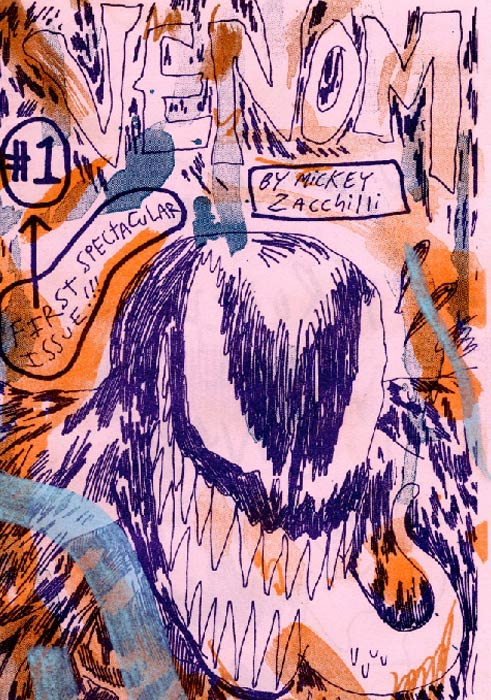 VENOM
#1
BY MICKEY
ZAcchilli
FIRST SPECTACULAR
ISSUE!!!